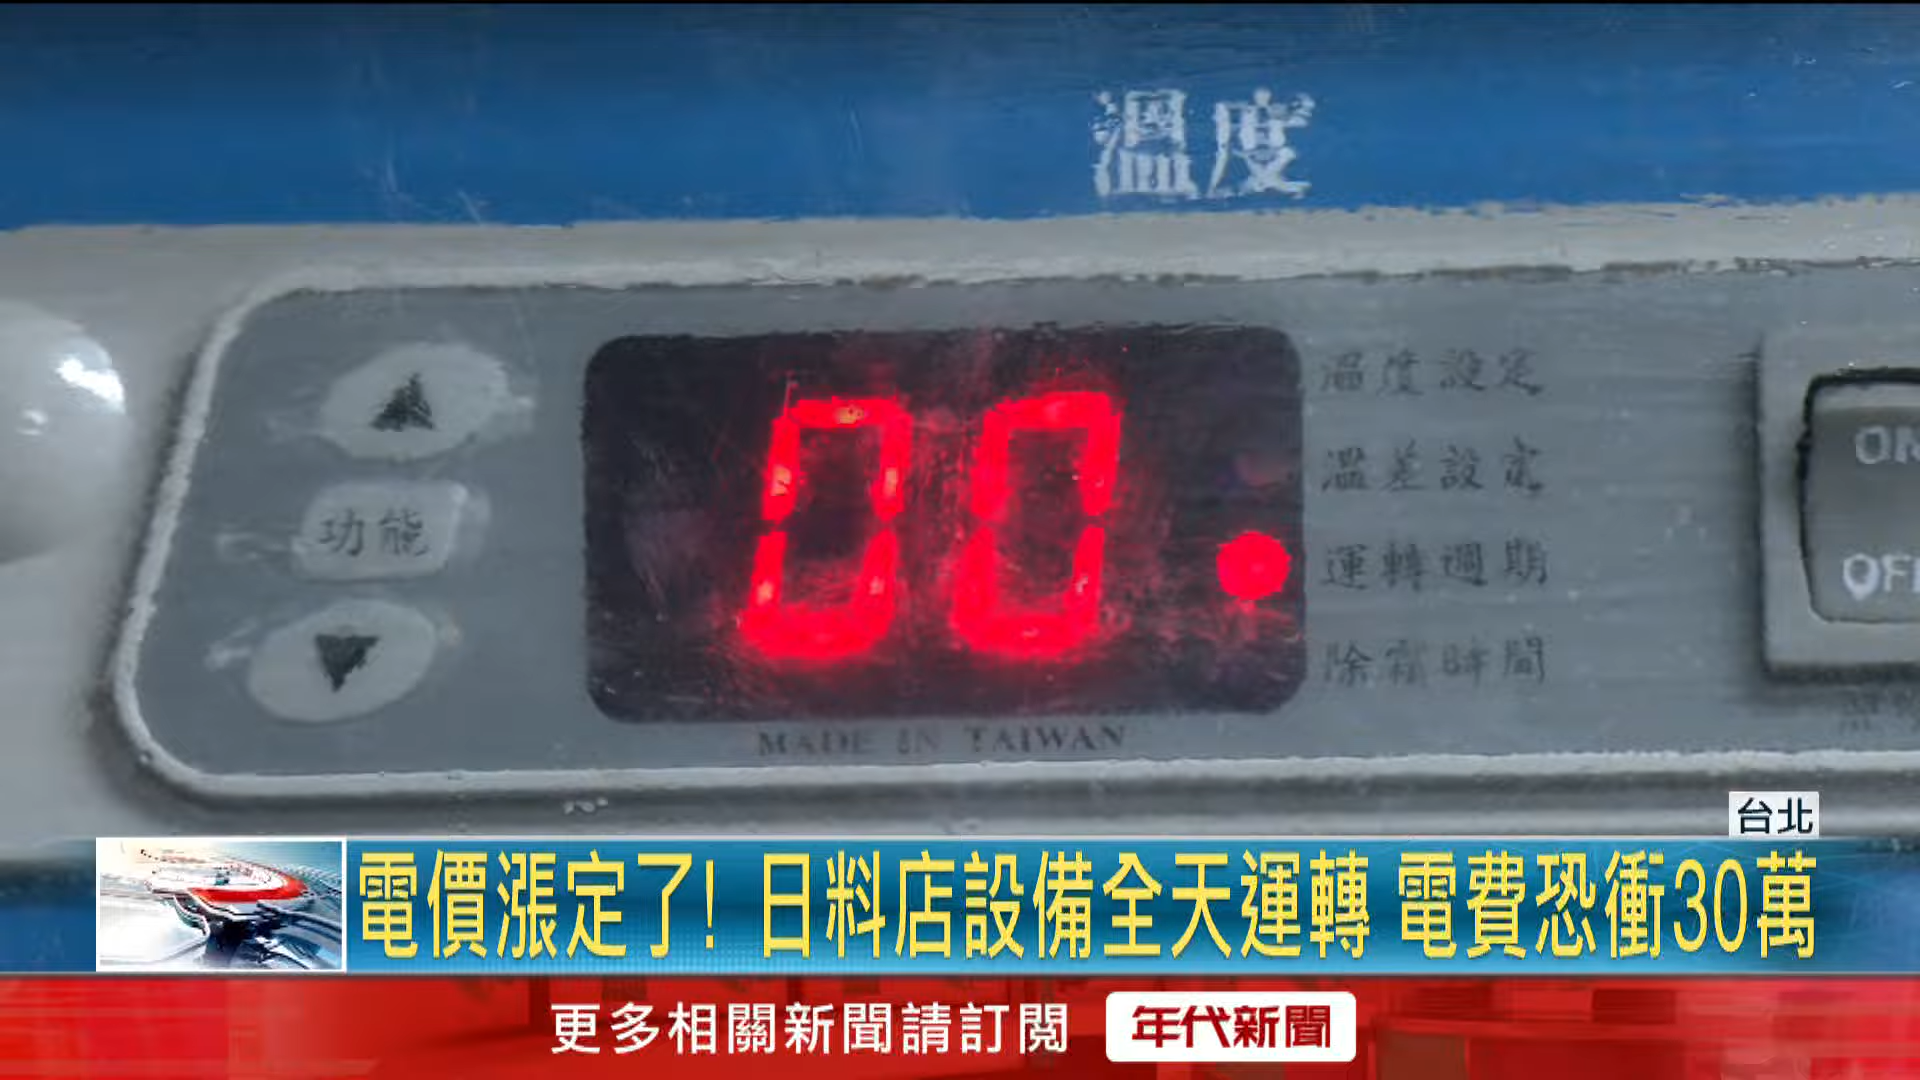 溫度
溫度設定
溫差設定
功能
運轉週期
除霜時間
ON
OFF
MADE IN TAIWAN
台北
電價漲定了! 日料店設備全天運轉 電費恐衝30萬
更多相關新聞請訂閱 年代新聞
00.